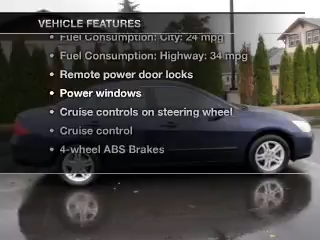 VEHICLE FEATURES
• Fuel Consumption: City: 24 mpg
• Fuel Consumption: Highway: 34 mpg
• Remote power door locks
• Power windows
• Cruise controls on steering wheel
• Cruise control
• 4-wheel ABS Brakes